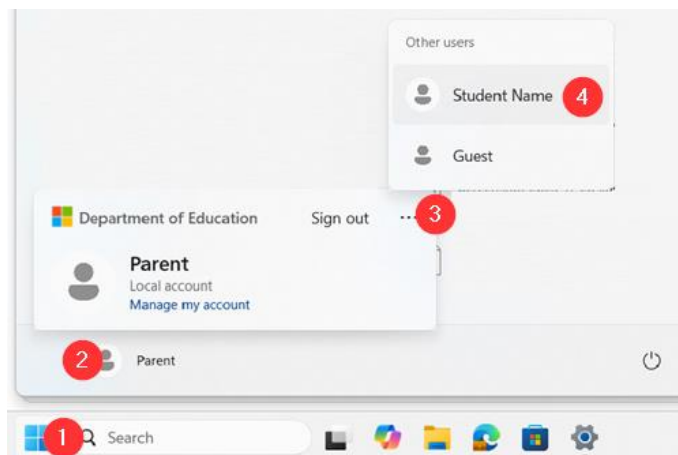 Other users
Student Name 4
Guest
Department of Education Sign out ... 3
Parent
Local account
Manage my account
2 Parent
1 Search